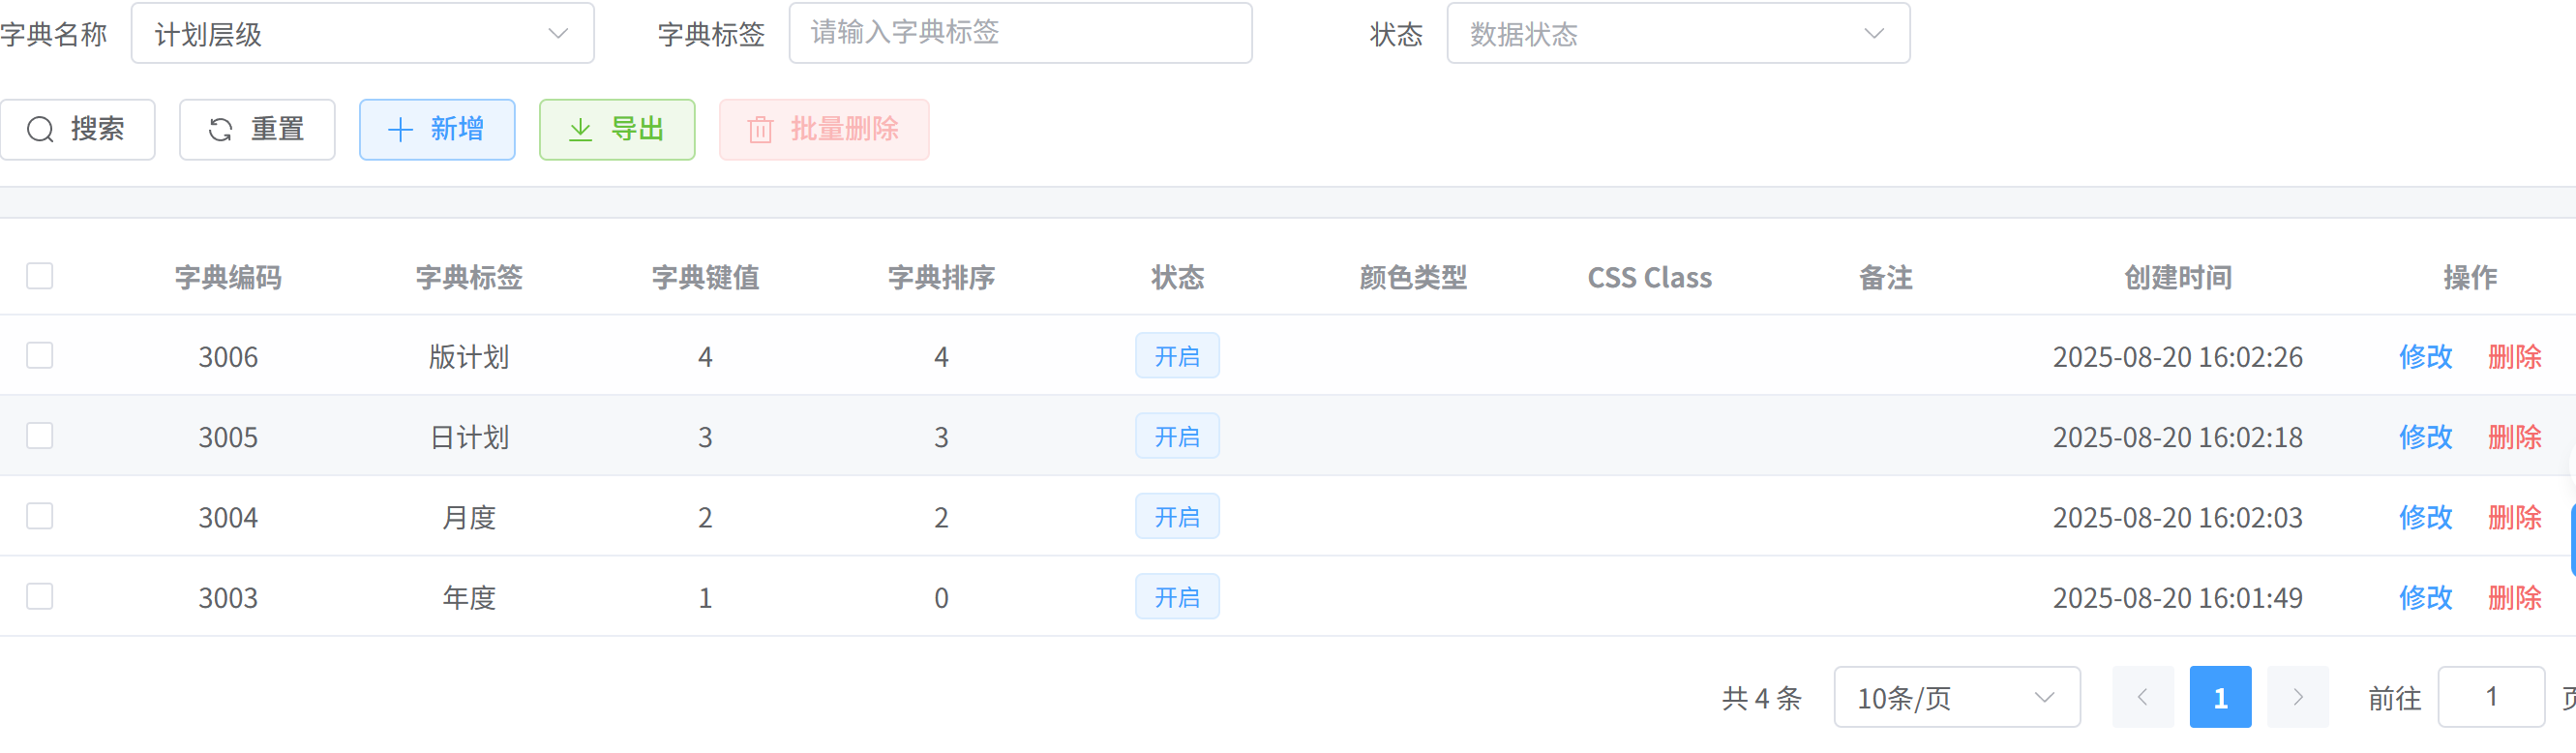 字典名称 计划层级 字典标签 请输入字典标签 状态 数据状态
搜索 重置 新增 导出 批量删除
字典编码 字典标签 字典键值 字典排序 状态 颜色类型 CSS Class 备注 创建时间 操作
3006 版计划 4 4 开启 2025-08-20 16:02:26 修改 删除
3005 日计划 3 3 开启 2025-08-20 16:02:18 修改 删除
3004 月度 2 2 开启 2025-08-20 16:02:03 修改 删除
3003 年度 1 0 开启 2025-08-20 16:01:49 修改 删除
共 4 条 10条/页 1 前往 1